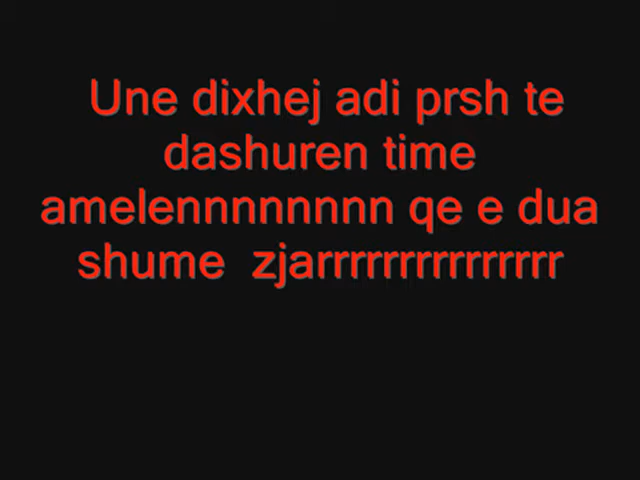 Une dixhej adi prsh te
dashuren time
amelennnnnnnnn qe e dua
shume  zjarrrrrrrrrrrrrrr